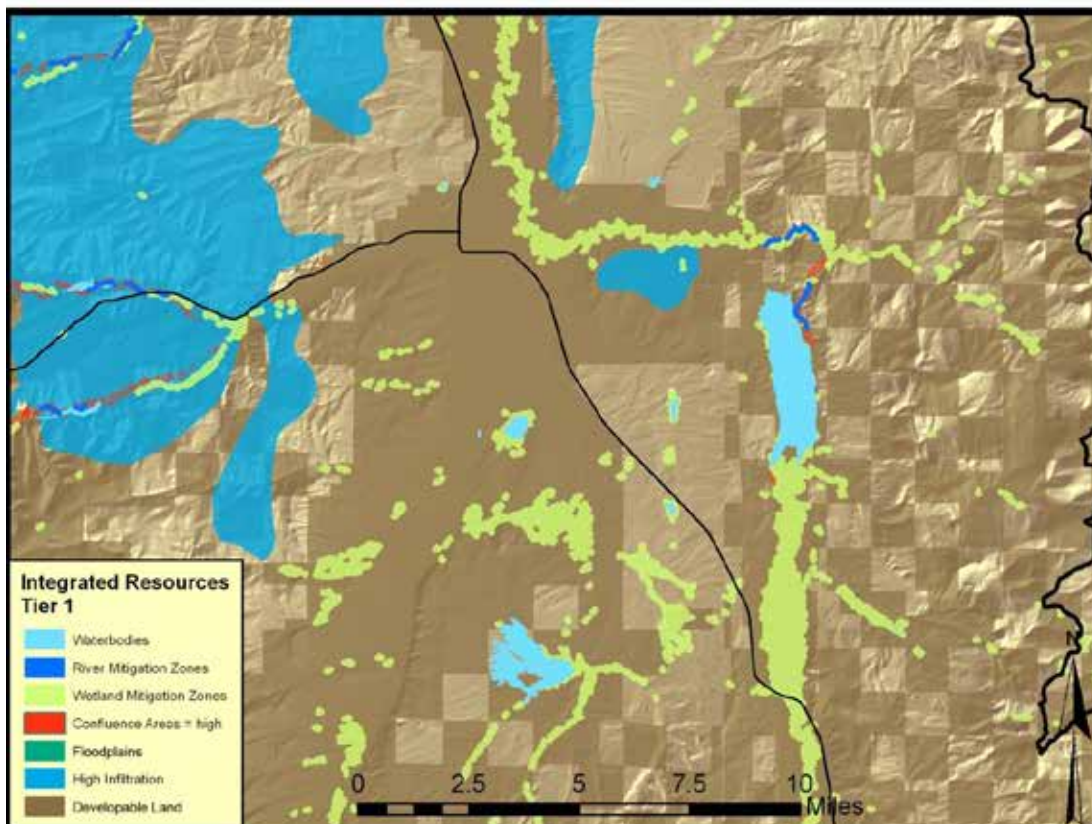 Integrated Resources
Tier 1
Waterbodies
River Mitigation Zones
Wetland Mitigation Zones
Confluence Areas = high
Floodplains
High Infiltration
Developable Land
0 2.5 5 7.5 10
Miles
N